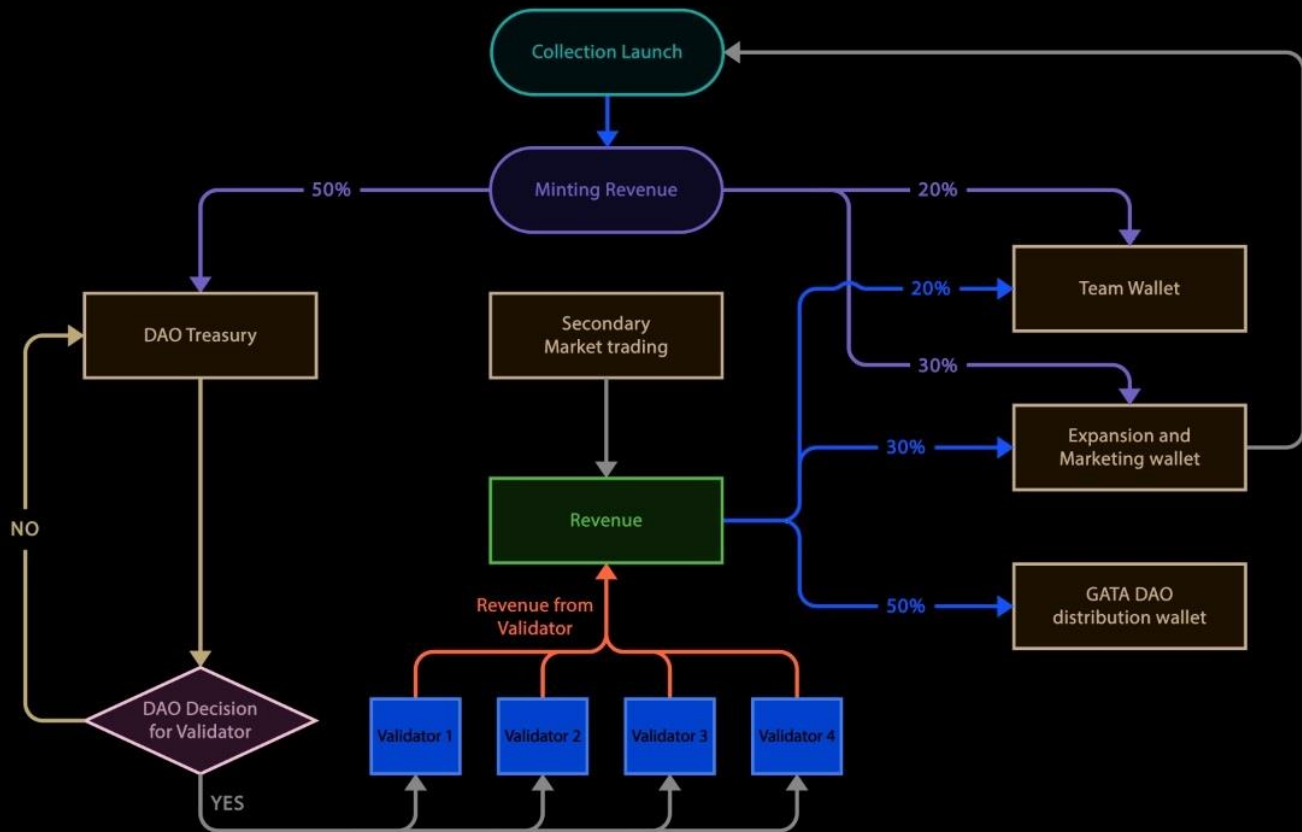 Collection Launch
Minting Revenue
50%
20%
Team Wallet
20%
DAO Treasury
Secondary
Market trading
30%
Expansion and
Marketing wallet
30%
Revenue
NO
GATA DAO
distribution wallet
50%
Revenue from
Validator
DAO Decision
for Validator
Validator 1
Validator 2
Validator 3
Validator 4
YES